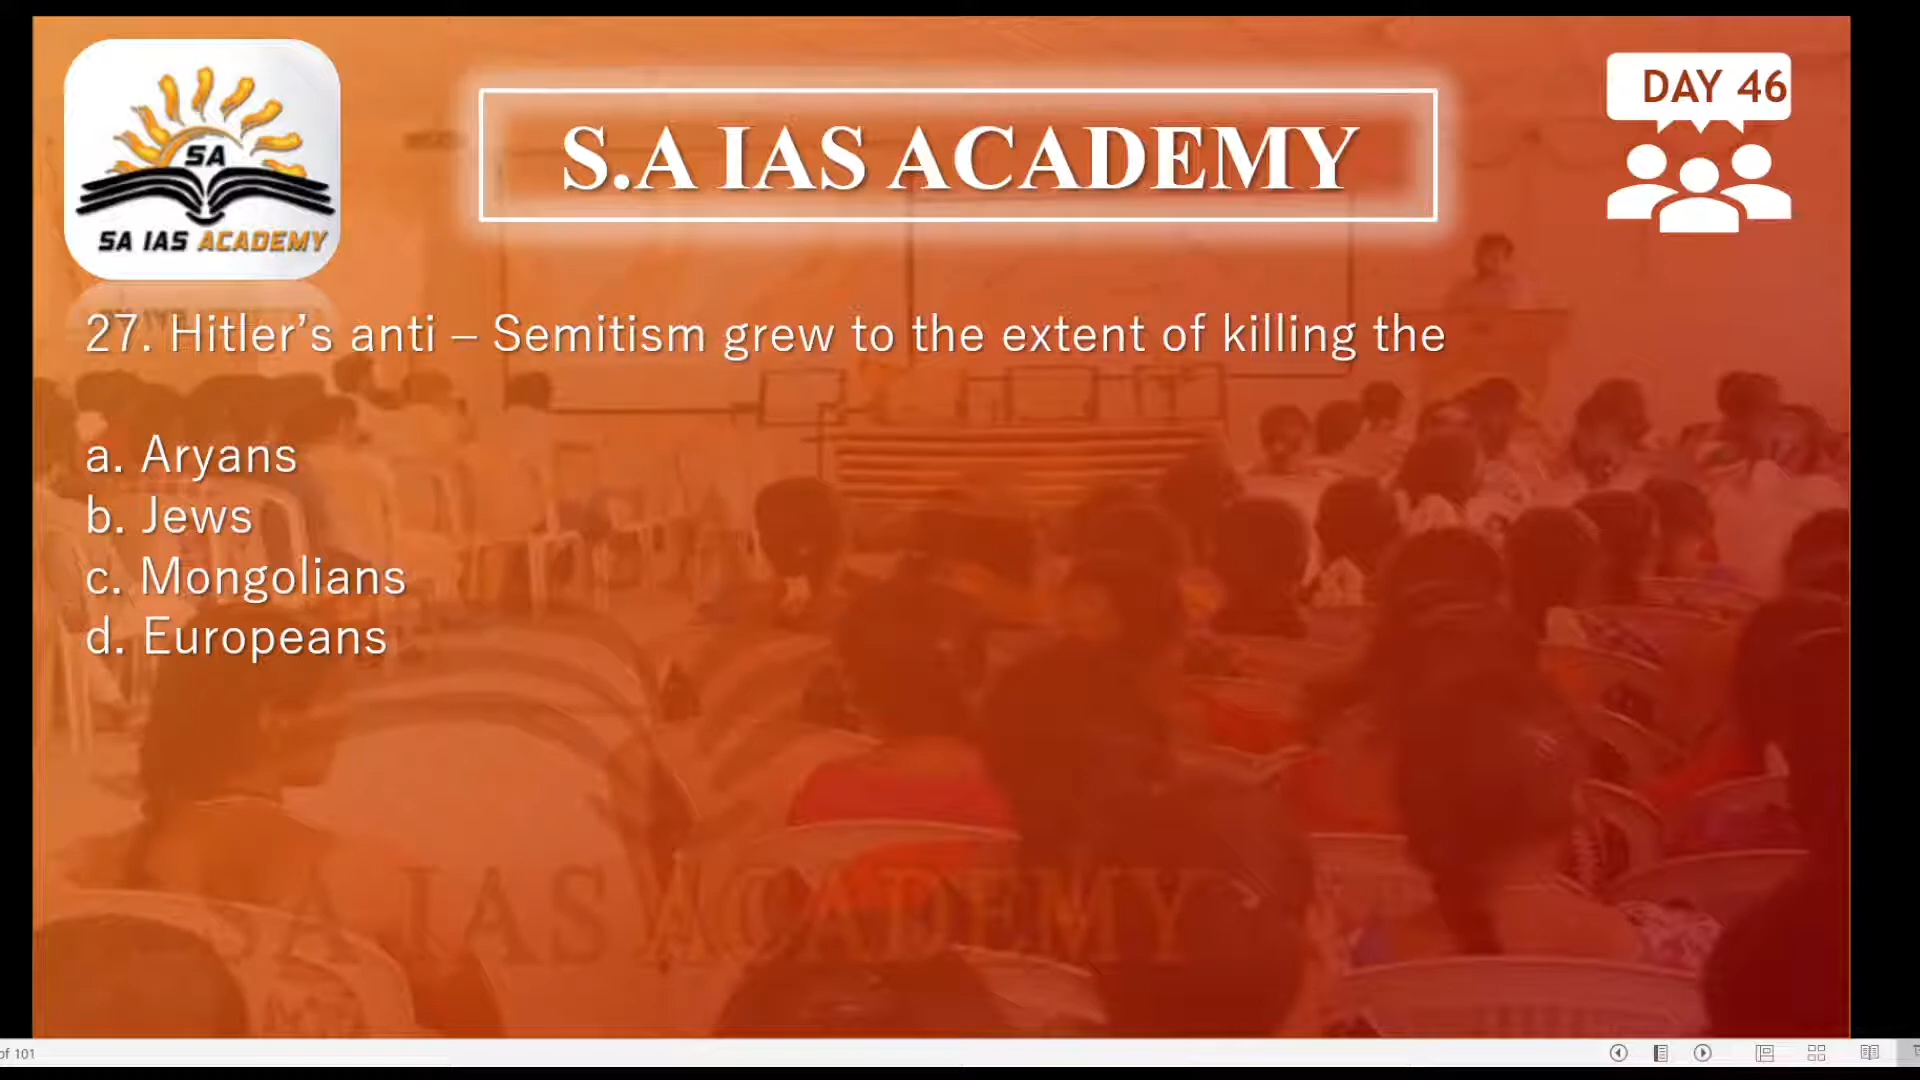 SA
SA IAS ACADEMY
S.A IAS ACADEMY
DAY 46
27. Hitler’s anti – Semitism grew to the extent of killing the
a. Aryans
b. Jews
c. Mongolians
d. Europeans
SA IAS ACADEMY
of 101